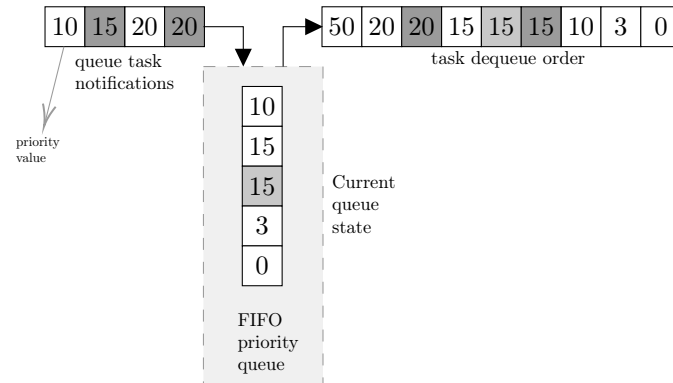 10 15 20 20
queue task
notifications
priority
value
50 20 20 15 15 15 10 3 0
task dequeue order
10
15
15
3
0
Current
queue
state
FIFO
priority
queue